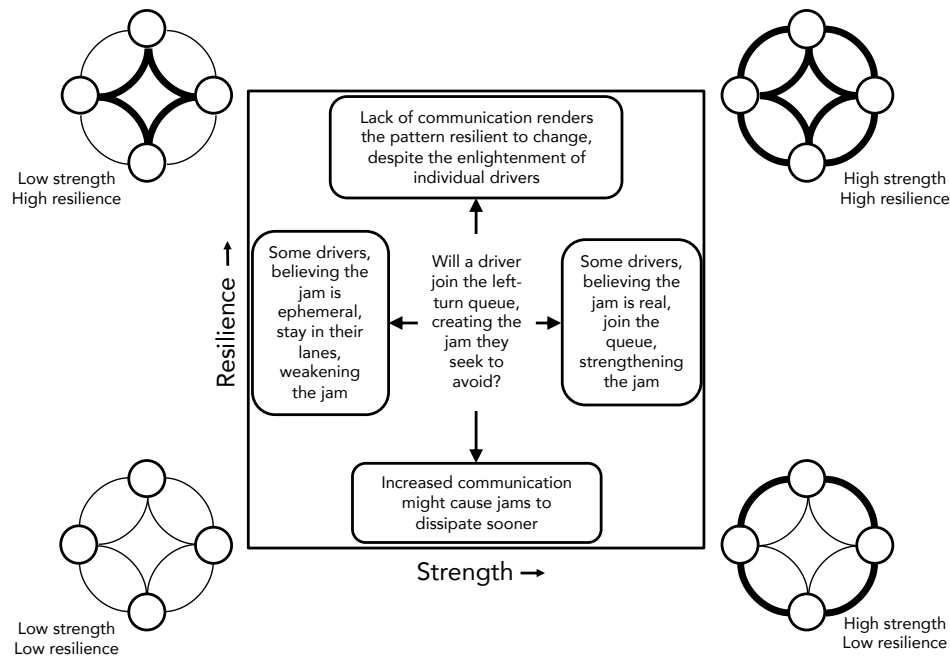 Low strength
High resilience
High strength
High resilience
Lack of communication renders
the pattern resilient to change,
despite the enlightenment of
individual drivers
Resilience
Some drivers,
believing the
jam is
ephemeral,
stay in their
lanes,
weakening
the jam
Will a driver
join the left-
turn queue,
creating the
jam they
seek to
avoid?
Some drivers,
believing the
jam is real,
join the
queue,
strengthening
the jam
Increased communication
might cause jams to
dissipate sooner
Strength
Low strength
Low resilience
High strength
Low resilience